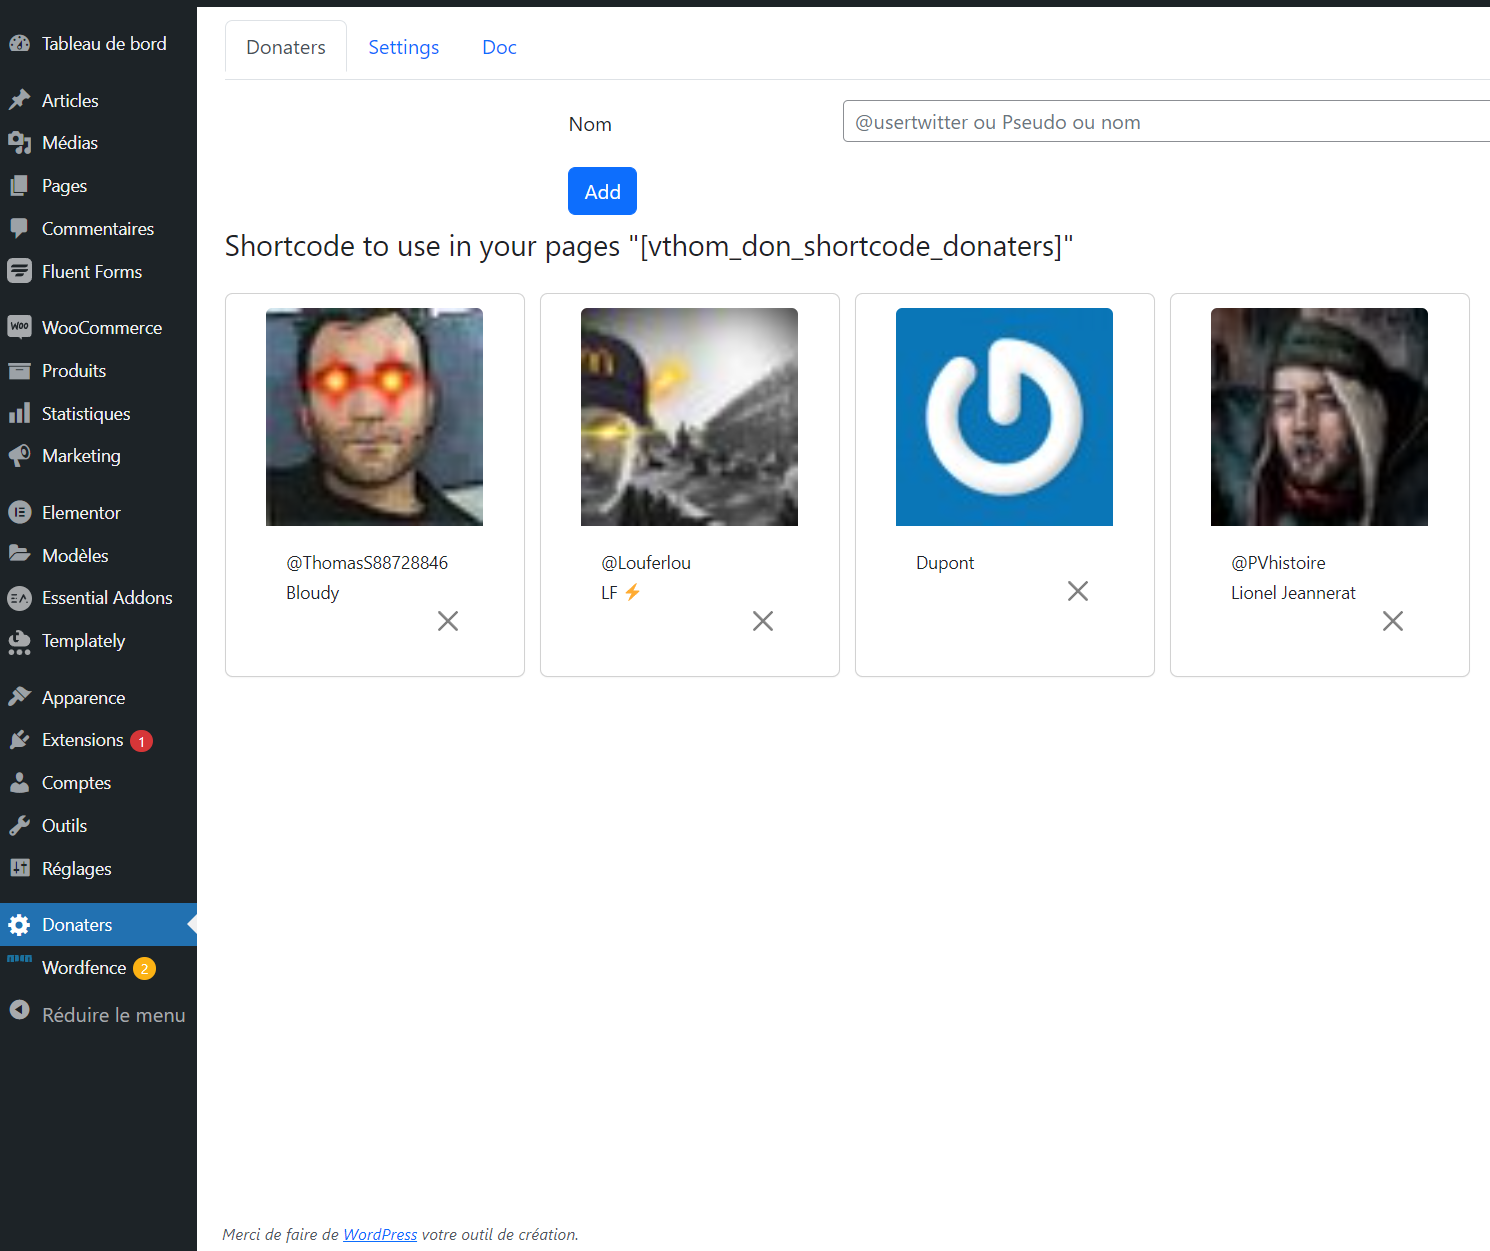 Tableau de bord
Articles
Médias
Pages
Commentaires
Fluent Forms
Woo WooCommerce
Produits
Statistiques
Marketing
Elementor
Modèles
EA Essential Addons
Templately
Apparence
Extensions 1
Comptes
Outils
Réglages
Donaters
Wordfence 2
Réduire le menu
Donaters Settings Doc
Nom @usertwitter ou Pseudo ou nom
Add
Shortcode to use in your pages "[vthom_don_shortcode_donaters]"
@ThomasS88728846
Bloudy
@Louferlou
LF ⚡
Dupont
@PVhistoire
Lionel Jeannerat
Merci de faire de WordPress votre outil de création.